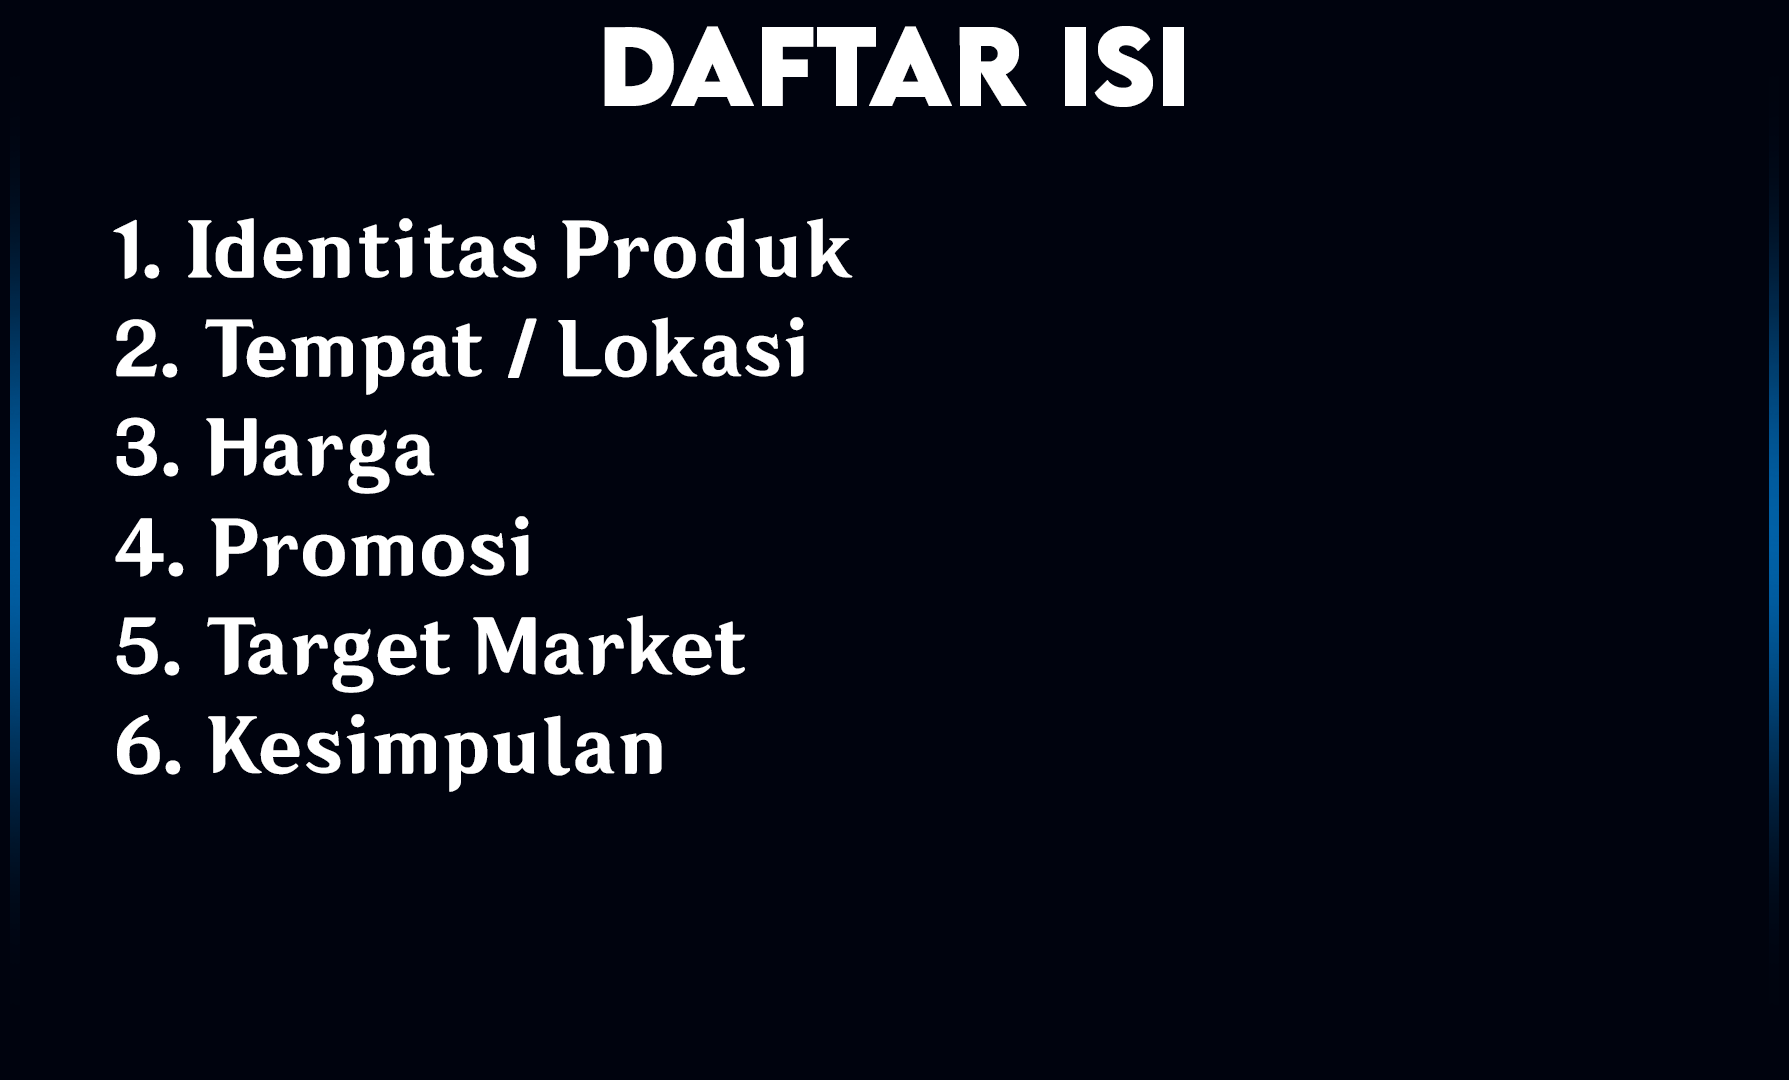 DAFTAR ISI
1. Identitas Produk
2. Tempat / Lokasi
3. Harga
4. Promosi
5. Target Market
6. Kesimpulan